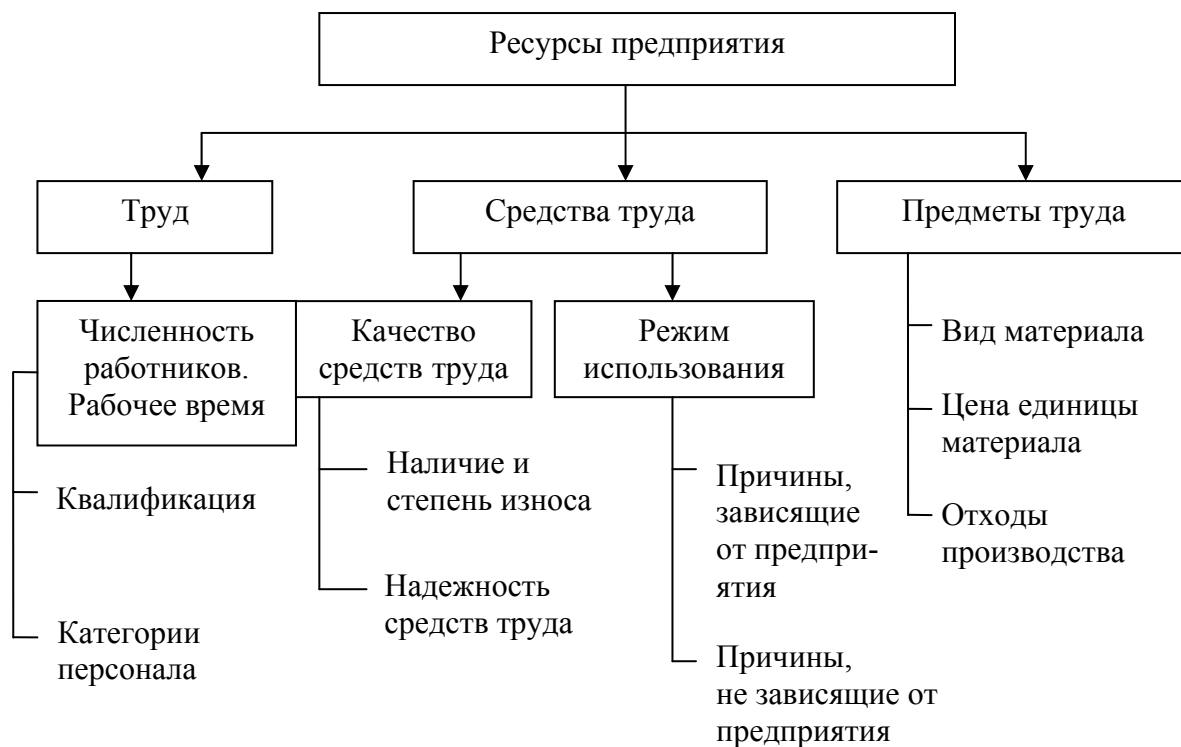 Ресурсы предприятия
Труд
Средства труда
Предметы труда
Численность
работников.
Рабочее время
Квалификация
Категории
персонала
Качество
средств труда
Наличие и
степень износа
Надежность
средств труда
Режим
использования
Причины,
зависящие
от предпри-
ятия
Причины,
не зависящие от
предприятия
Вид материала
Цена единицы
материала
Отходы
производства